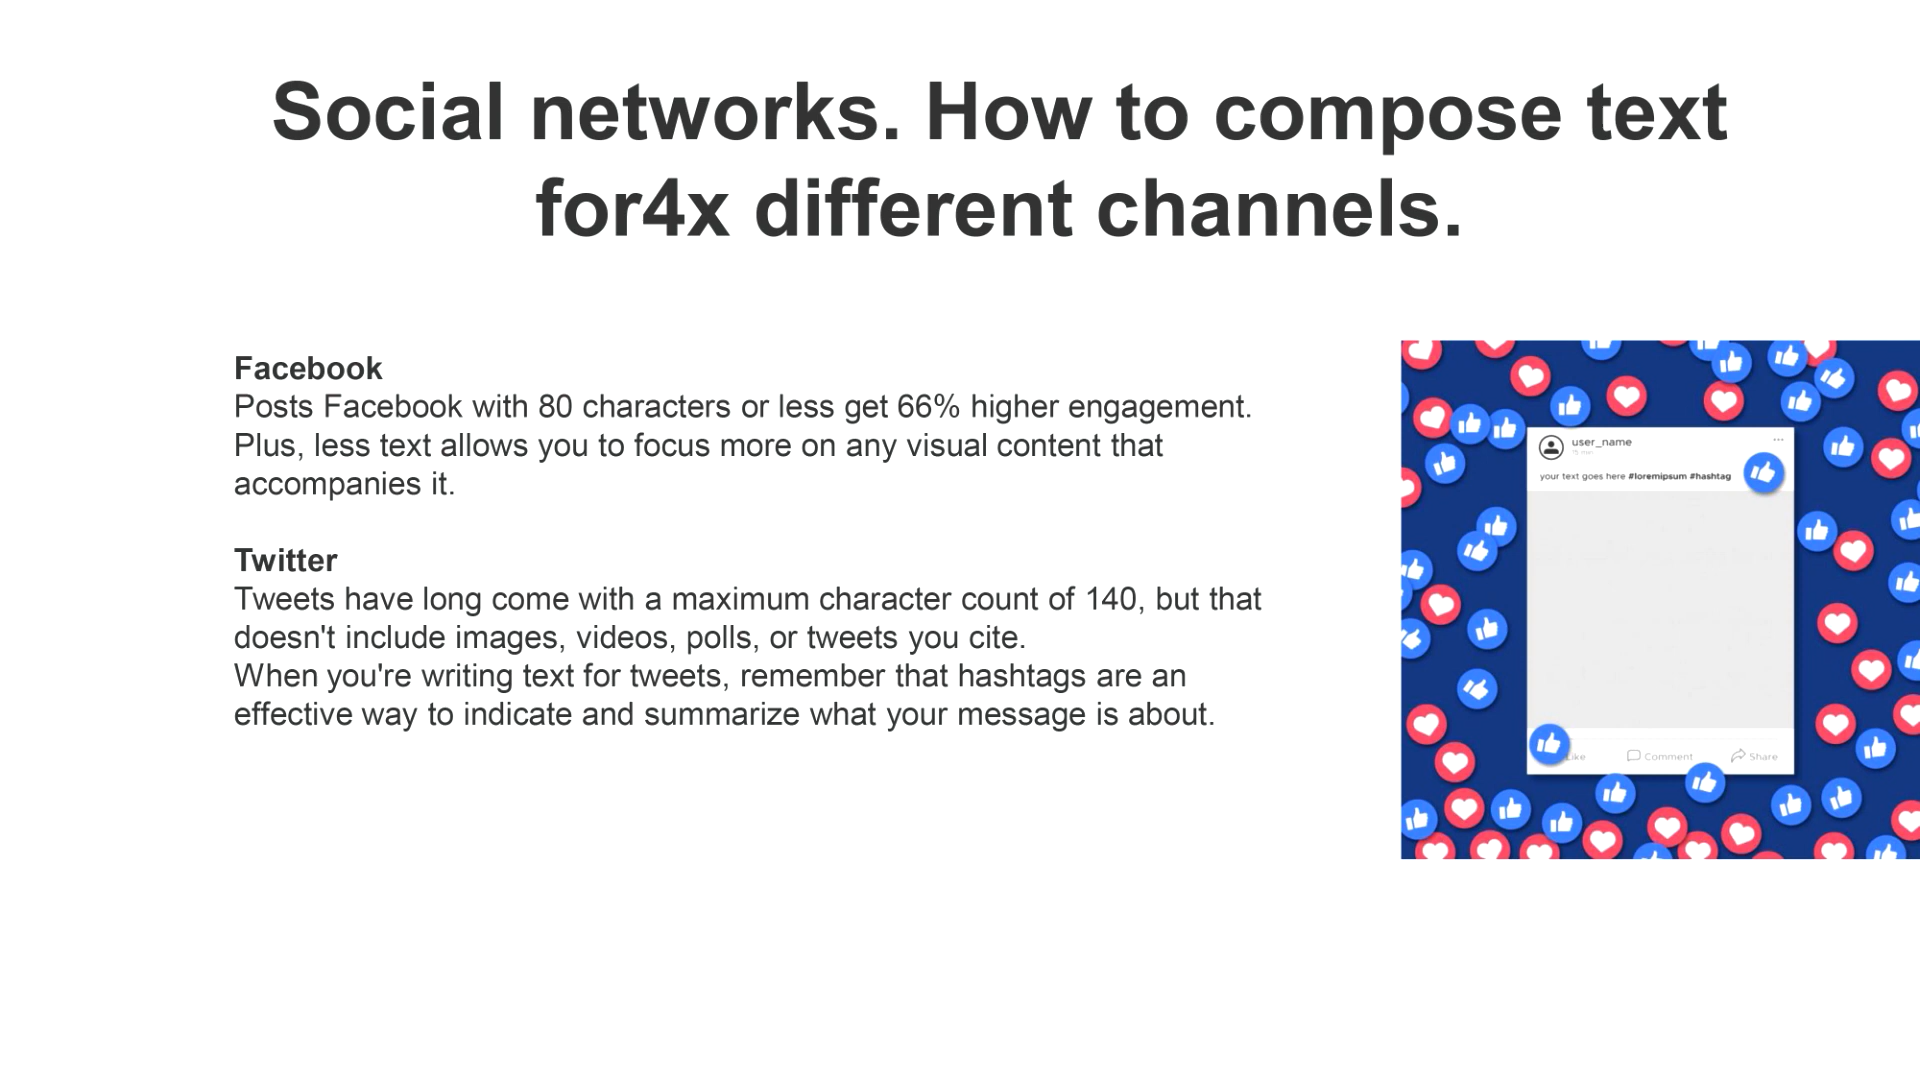 Social networks. How to compose text
for4x different channels.
Facebook
Posts Facebook with 80 characters or less get 66% higher engagement.
Plus, less text allows you to focus more on any visual content that
accompanies it.
Twitter
Tweets have long come with a maximum character count of 140, but that
doesn't include images, videos, polls, or tweets you cite.
When you're writing text for tweets, remember that hashtags are an
effective way to indicate and summarize what your message is about.
user_name
15 min
your text goes here #loremipsum #hashtag
Like Comment Share